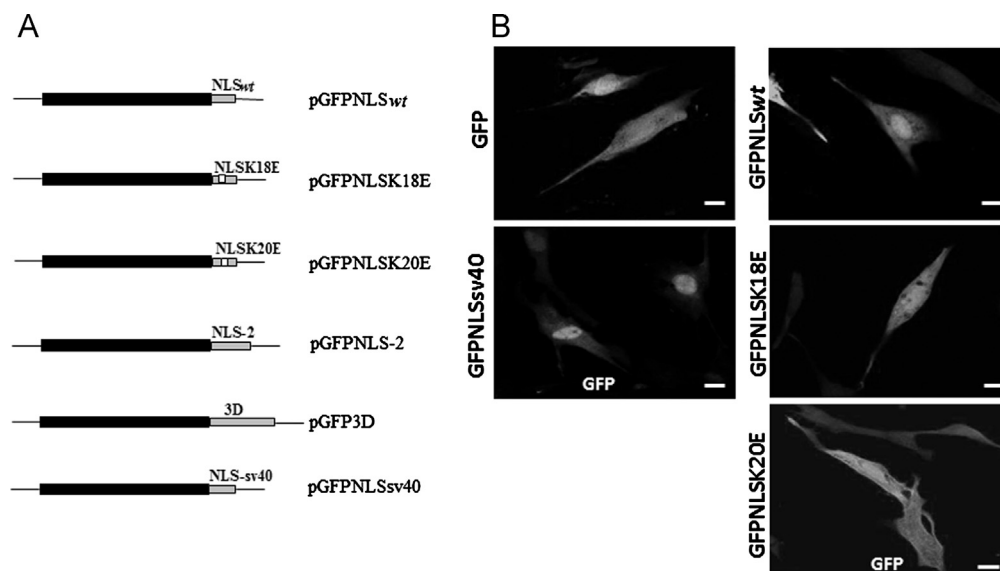 A
NLSwt
pGFPNLSwt
NLSK18E
pGFPNLSK18E
NLSK20E
pGFPNLSK20E
NLS-2
pGFPNLS-2
3D
pGFP3D
NLS-sv40
pGFPNLSsv40
B
GFP
GFPNLSwt
GFPNLSsv40
GFP
GFPNLSK18E
GFPNLSK20E
GFP